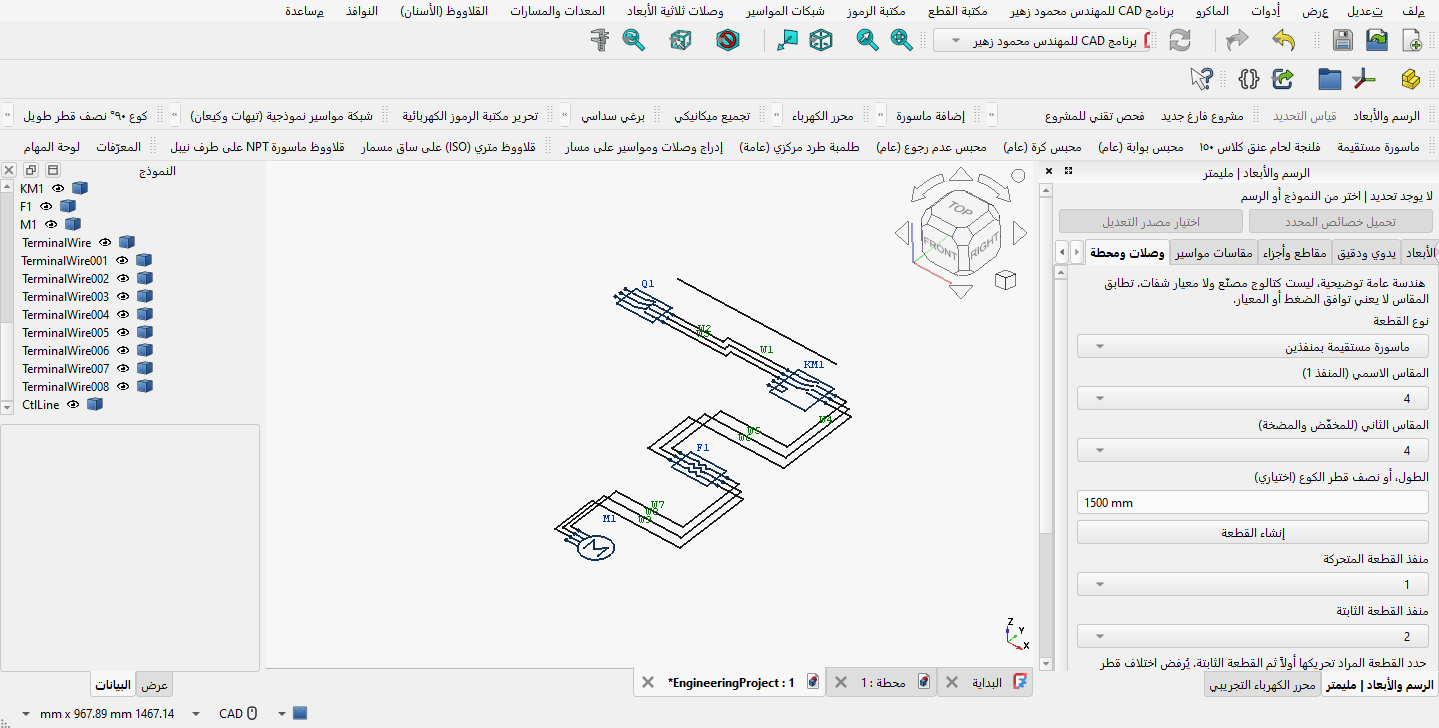 ملف تعديل عرض أدوات الماكرو برنامج CAD للمهندس محمود زهير مكتبة القطع مكتبة الرموز شبكات المواسير وصلات ثلاثية الأبعاد المعدات والمسارات القلاووظ (الأسنان) النوافذ مساعدة
برنامج CAD للمهندس محمود زهير
الرسم والأبعاد قياس التحديد مشروع فارغ جديد فحص تقني للمشروع » إضافة ماسورة » محرر الكهرباء » تجميع ميكانيكي برغي سداسي » تحرير مكتبة الرموز الكهربائية شبكة مواسير نموذجية (تيهات وكيعان) » كوع ٩٠° نصف قطر طويل »
ماسورة مستقيمة فلنجة لحام عنق كلاس ١٥٠ محبس بوابة (عام) محبس كرة (عام) محبس عدم رجوع (عام) طلمبة طرد مركزي (عامة) إدراج وصلات ومواسير على مسار قلاووظ متري (ISO) على ساق مسمار قلاووظ ماسورة NPT على طرف نيبل المعرّفات لوحة المهام
الرسم والأبعاد | مليمتر
لا يوجد تحديد | اختر من النموذج أو الرسم
تحميل خصائص المحدد
اختيار مصدر التعديل
الأبعاد يدوي ودقيق مقاطع وأجزاء مقاسات مواسير وصلات ومحطة
هندسة عامة توضيحية، ليست كتالوج مصنّع ولا معيار شفات. تطابق
المقاس لا يعني توافق الضغط أو المعيار.
نوع القطعة
ماسورة مستقيمة بمنفذين
المقاس الاسمي (المنفذ 1)
4
المقاس الثاني (للمخفّض والمضخة)
4
الطول، أو نصف قطر الكوع (اختياري)
1500 mm
إنشاء القطعة
منفذ القطعة المتحركة
1
منفذ القطعة الثابتة
2
حدد القطعة المراد تحريكها أولاً ثم القطعة الثابتة. يُرفض اختلاف قطر
الرسم والأبعاد | مليمتر
محرر الكهرباء التجريبي
TOP
FRONT
RIGHT
Q1
W2
W1
KM1
W4
W5
W6
F1
W7
W8
W9
M1
Z
Y
X
البداية
محطة : 1
EngineeringProject : 1*
النموذج
KM1
F1
M1
TerminalWire
TerminalWire001
TerminalWire002
TerminalWire003
TerminalWire004
TerminalWire005
TerminalWire006
TerminalWire007
TerminalWire008
CtlLine
عرض
البيانات
CAD
mm x 967.89 mm 1467.14